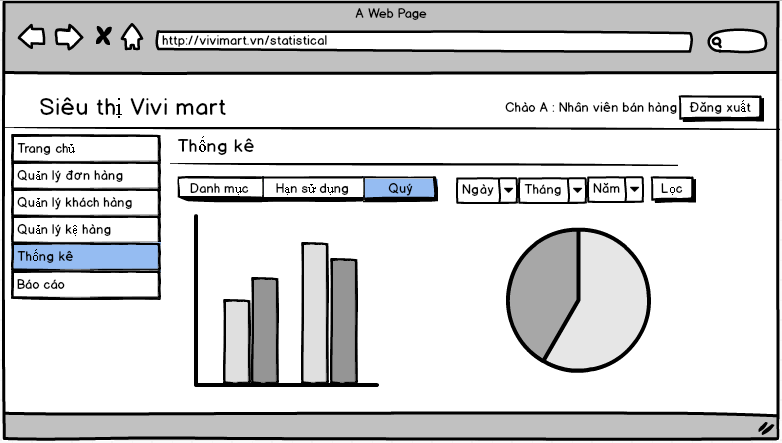 A Web Page
http://vivimart.vn/statistical
Siêu thị Vivi mart
Chào A : Nhân viên bán hàng
Đăng xuất
Trang chủ
Quản lý đơn hàng
Quản lý khách hàng
Quản lý kệ hàng
Thống kê
Báo cáo
Thống kê
Danh mục
Hạn sử dụng
Quý
Ngày
Tháng
Năm
Lọc